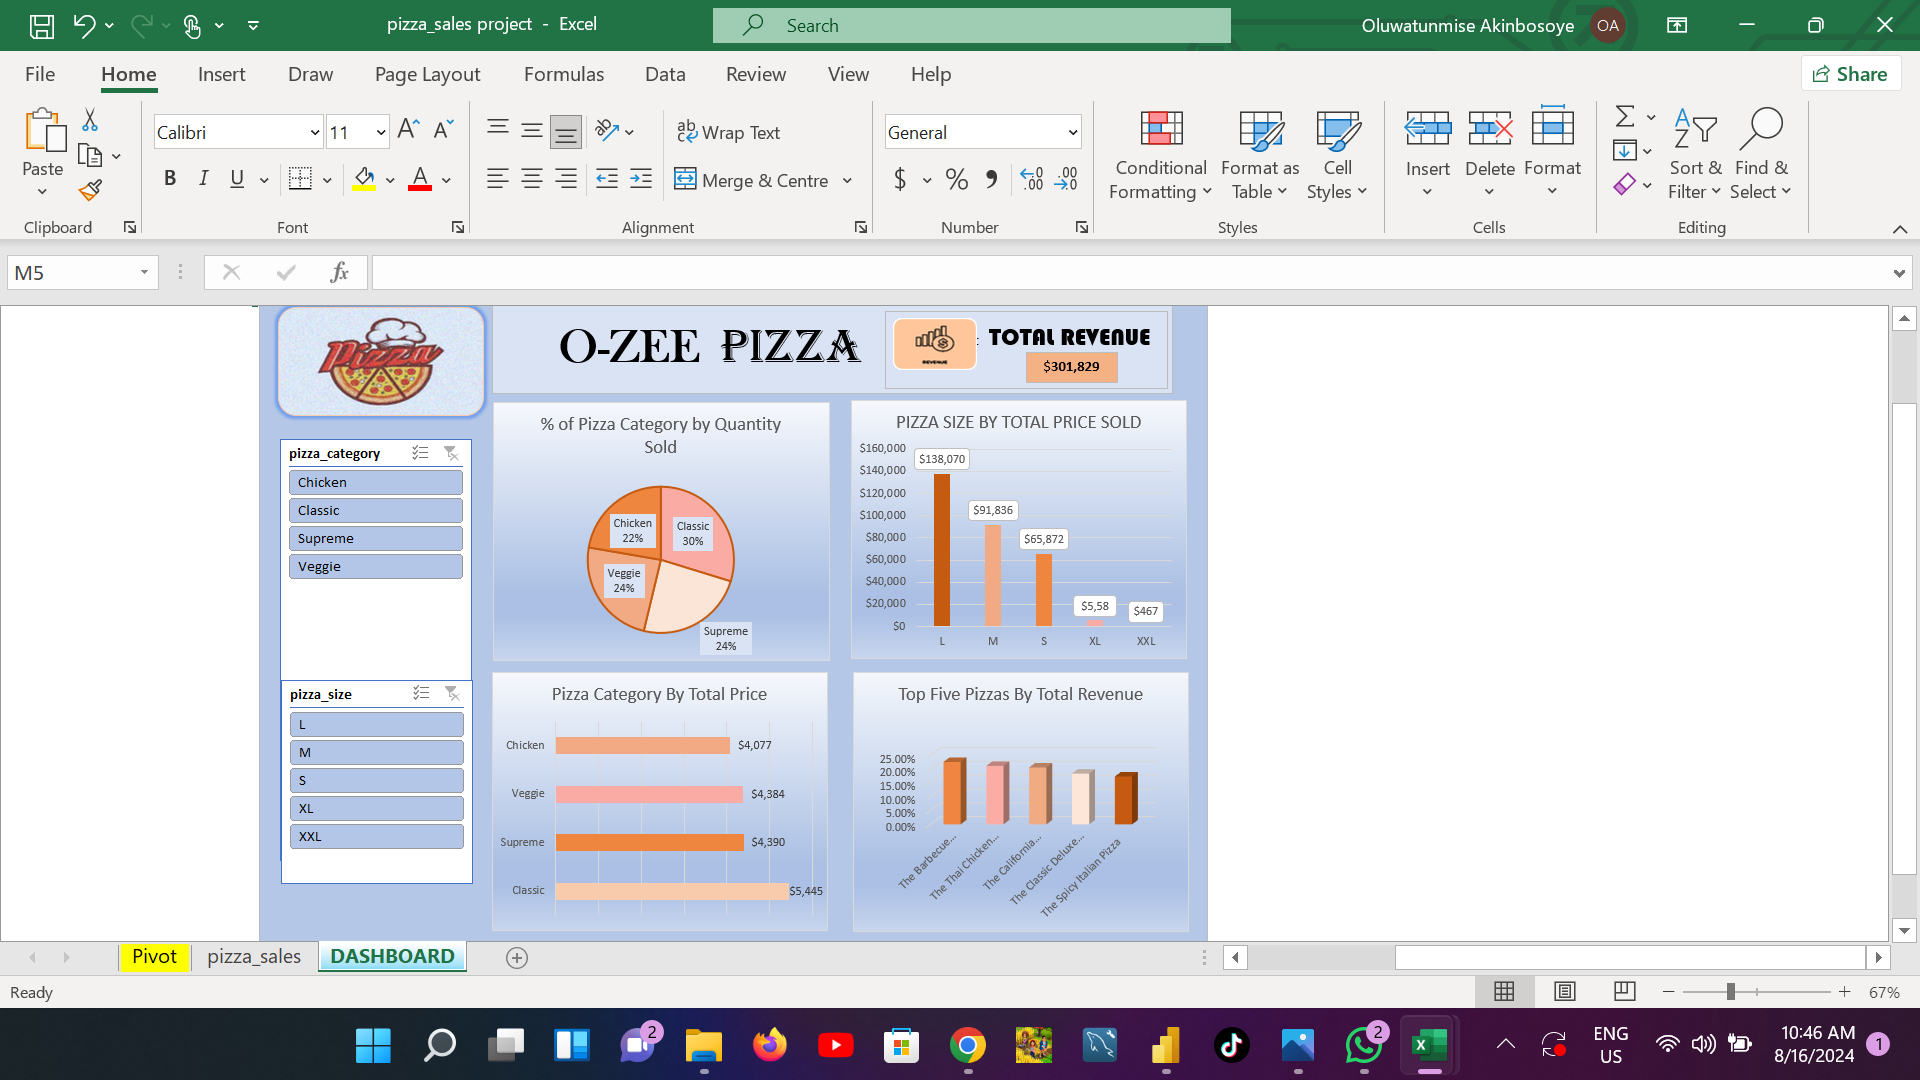 pizza_sales project - Excel
Search
Oluwatunmise Akinbosoye OA
File Home Insert Draw Page Layout Formulas Data Review View Help Share
Paste
Clipboard
Calibri 11
B I U A
Font
ab Wrap Text
Merge & Centre
Alignment
General
$ % 9
Number
Conditional Formatting
Format as Table
Cell Styles
Styles
Insert Delete Format
Cells
Sort & Filter
Find & Select
Editing
M5
fx
Pizza
O-ZEE PIZZA
REVENUE
: TOTAL REVENUE
$301,829
pizza_category
Chicken
Classic
Supreme
Veggie
pizza_size
L
M
S
XL
XXL
% of Pizza Category by Quantity
Sold
Chicken
22%
Classic
30%
Veggie
24%
Supreme
24%
PIZZA SIZE BY TOTAL PRICE SOLD
$160,000
$140,000
$120,000
$100,000
$80,000
$60,000
$40,000
$20,000
$0
$138,070
$91,836
$65,872
$5,58
$467
L M S XL XXL
Pizza Category By Total Price
Chicken $4,077
Veggie $4,384
Supreme $4,390
Classic $5,445
Top Five Pizzas By Total Revenue
25.00%
20.00%
15.00%
10.00%
5.00%
0.00%
The Barbecue...
The Thai Chicken...
The California...
The Classic Deluxe...
The Spicy Italian Pizza
Pivot pizza_sales DASHBOARD
Ready
67%
2
2
ENG
US
10:46 AM
8/16/2024
1